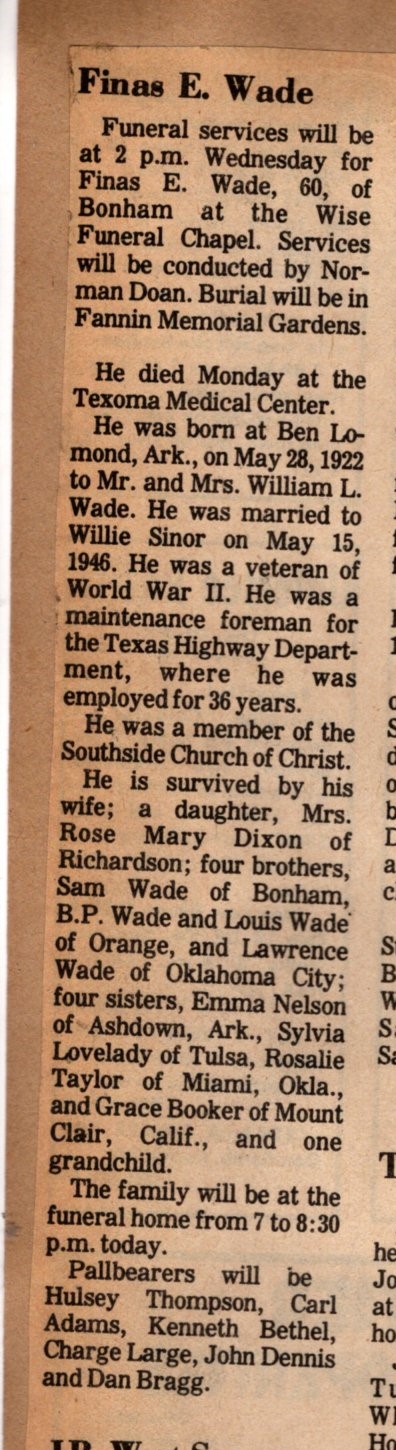 Finas E. Wade
Funeral services will be
at 2 p.m. Wednesday for
Finas E. Wade, 60, of
Bonham at the Wise
Funeral Chapel. Services
will be conducted by Nor-
man Doan. Burial will be in
Fannin Memorial Gardens.
He died Monday at the
Texoma Medical Center.
He was born at Ben Lo-
mond, Ark., on May 28, 1922
to Mr. and Mrs. William L.
Wade. He was married to
Willie Sinor on May 15,
1946. He was a veteran of
World War II. He was a
maintenance foreman for
the Texas Highway Depart-
ment, where he was
employed for 36 years.
He was a member of the
Southside Church of Christ.
He is survived by his
wife; a daughter, Mrs.
Rose Mary Dixon of
Richardson; four brothers,
Sam Wade of Bonham,
B.P. Wade and Louis Wade
of Orange, and Lawrence
Wade of Oklahoma City;
four sisters, Emma Nelson
of Ashdown, Ark., Sylvia
Lovelady of Tulsa, Rosalie
Taylor of Miami, Okla.,
and Grace Booker of Mount
Clair, Calif., and one
grandchild.
The family will be at the
funeral home from 7 to 8:30
p.m. today.
Pallbearers will be
Hulsey Thompson, Carl
Adams, Kenneth Bethel,
Charge Large, John Dennis
and Dan Bragg.